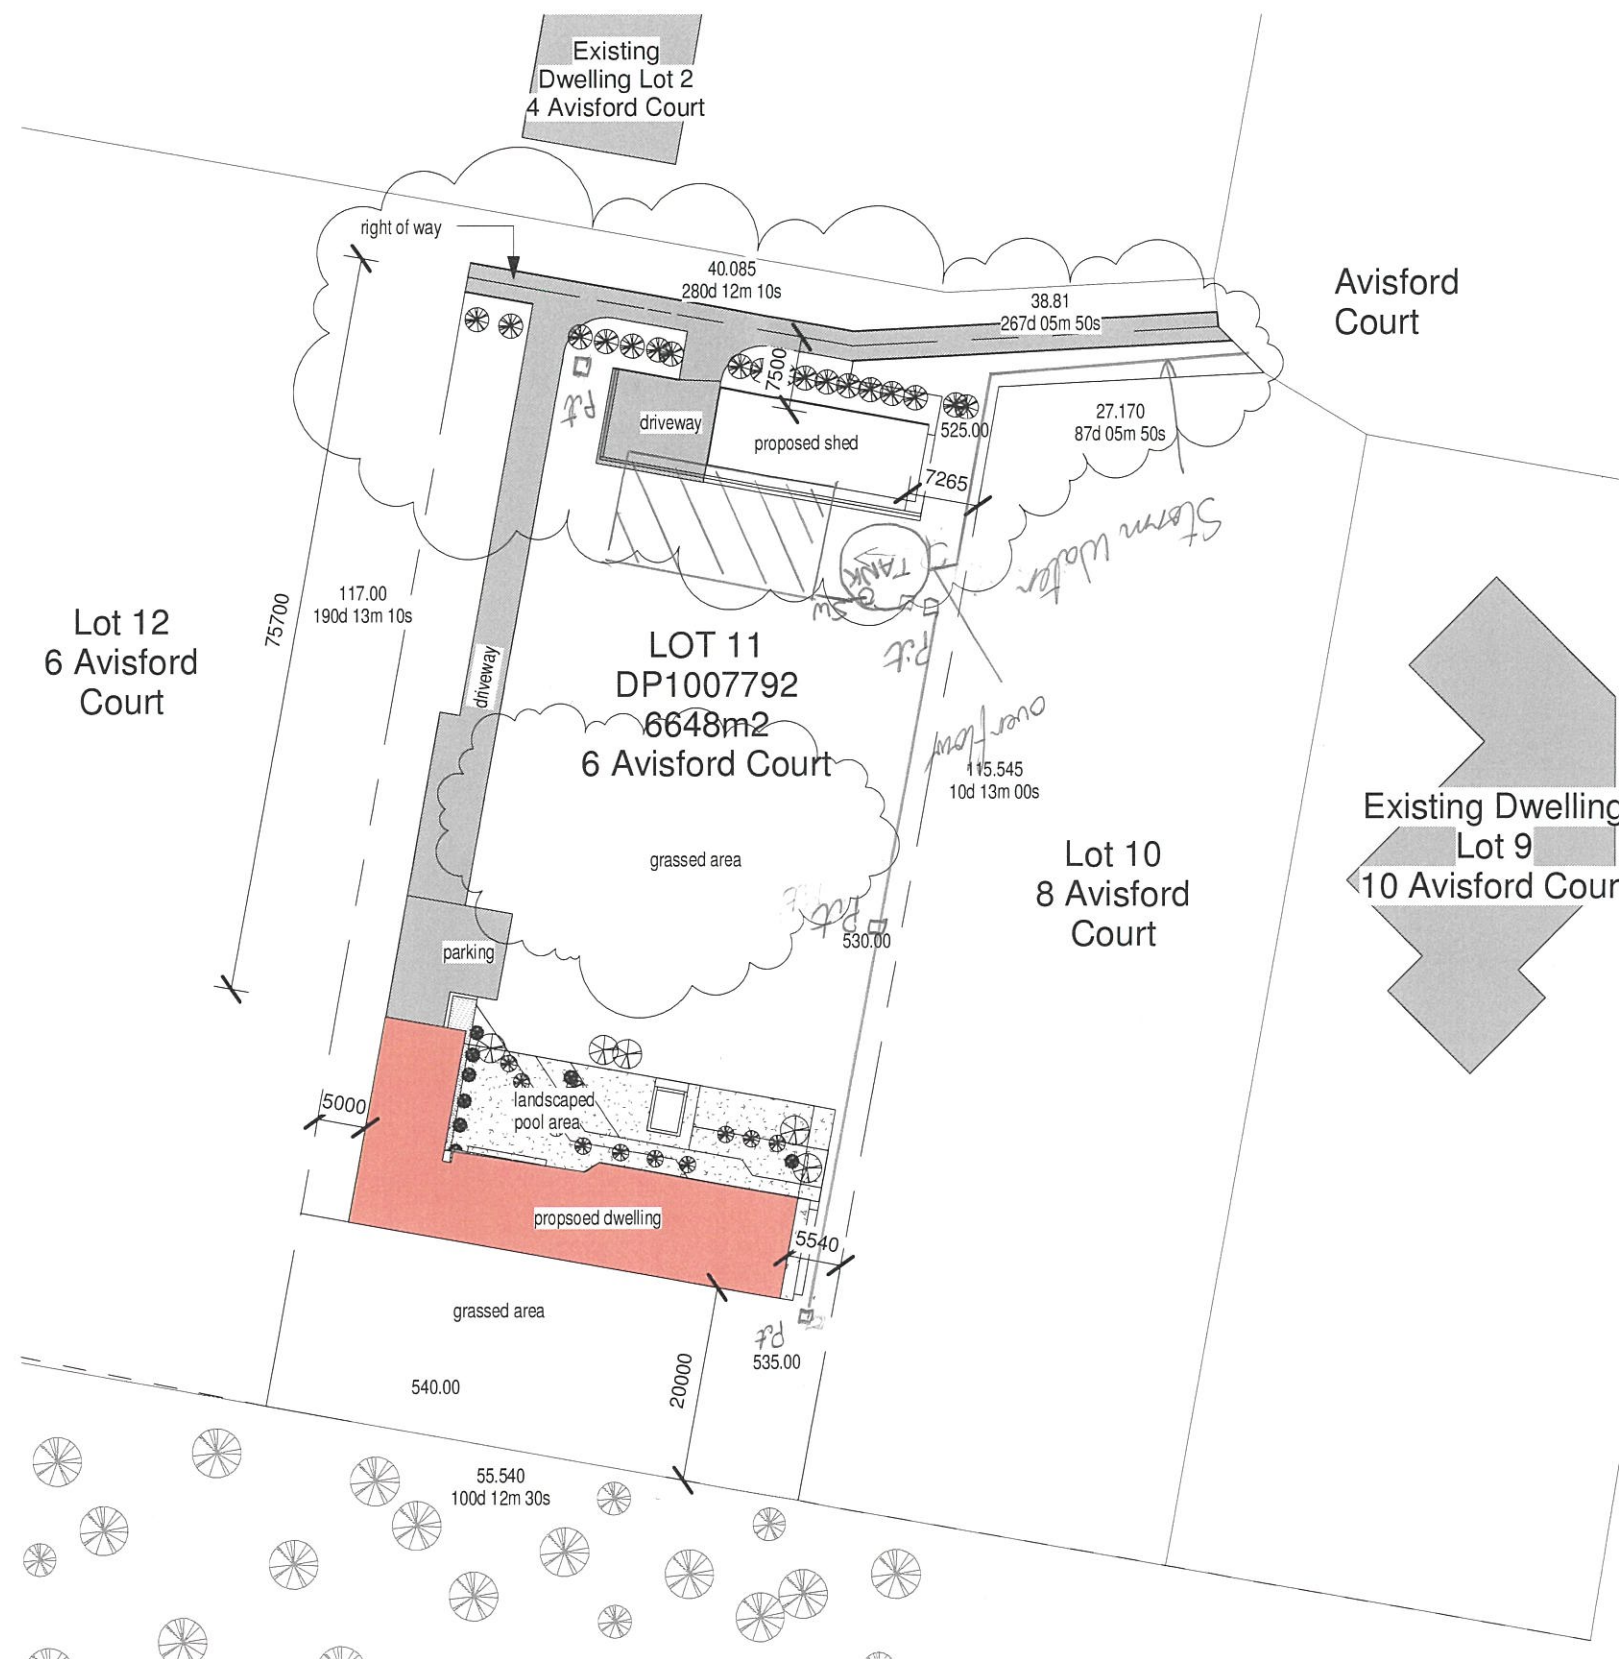 Existing
Dwelling Lot 2
4 Avisford Court
right of way
40.085
280d 12m 10s
38.81
267d 05m 50s
Avisford
Court
7500
Pit
driveway
proposed shed
525.00
27.170
87d 05m 50s
7265
Storm Water
TANK
SW
Pit
overflow
117.00
190d 13m 10s
75700
Lot 12
6 Avisford
Court
driveway
LOT 11
DP1007792
6648m2
6 Avisford Court
115.545
10d 13m 00s
grassed area
Lot 10
8 Avisford
Court
Existing Dwelling
Lot 9
10 Avisford Cour
Pit
530.00
parking
landscaped
pool area
5000
propsoed dwelling
5540
grassed area
Pit
535.00
20000
540.00
55.540
100d 12m 30s